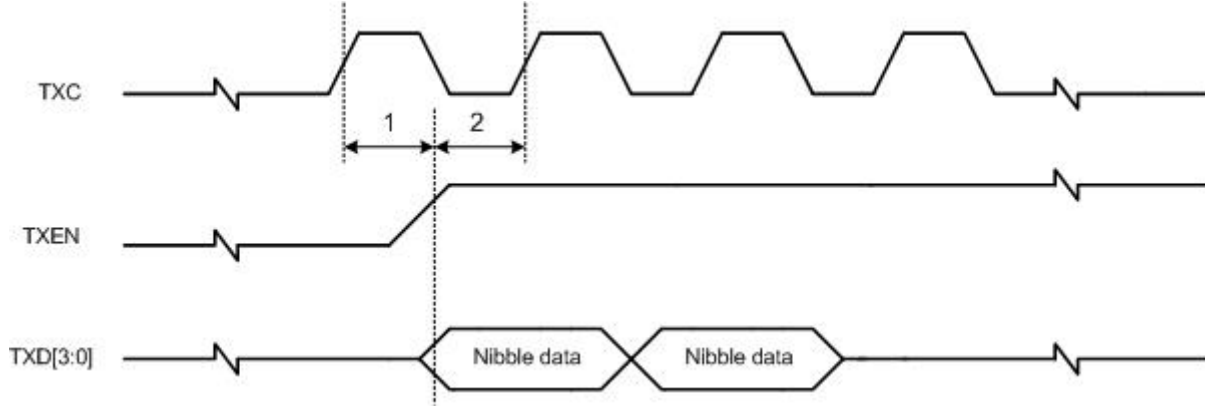 TXC
1 2
TXEN
TXD[3:0]
Nibble data Nibble data